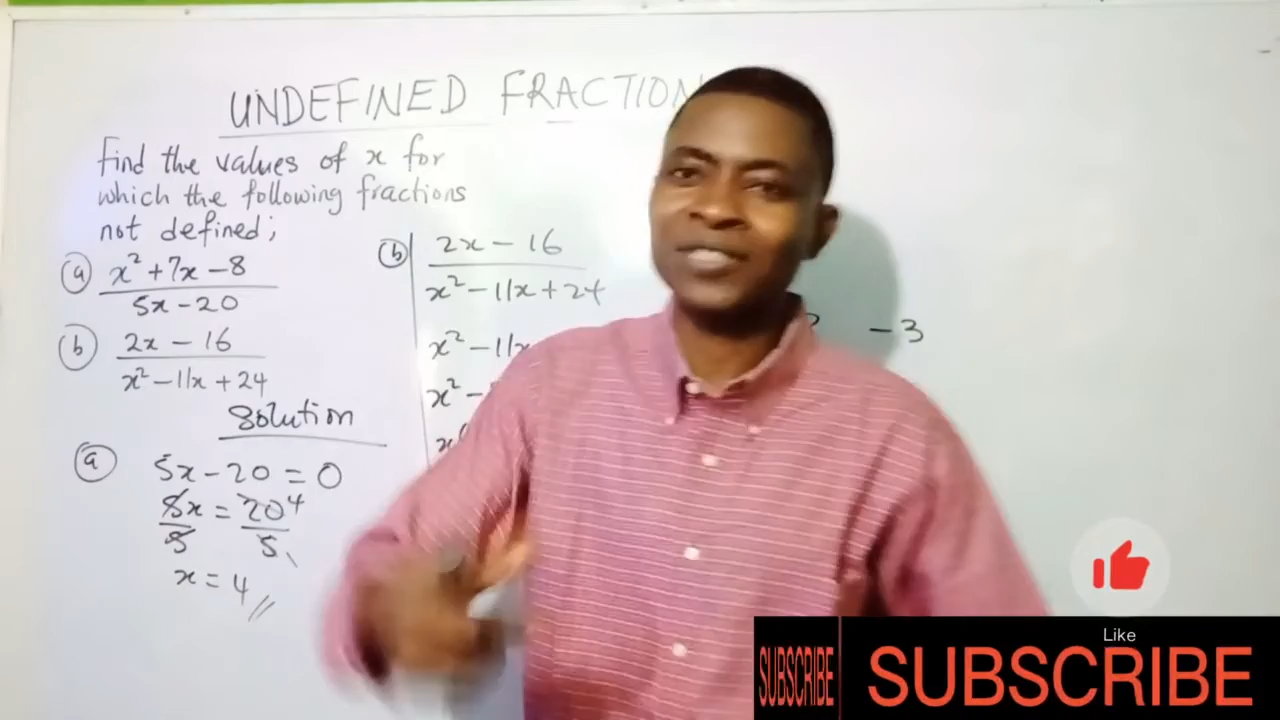 UNDEFINED FRACTION
Find the values of x for
which the following fractions
not defined;
(a) x² + 7x - 8
5x - 20
(b) 2x - 16
x² - 11x + 24
Solution
(a) 5x - 20 = 0
5x = 20 4
5 5
x = 4 //
(b) 2x - 16
x² - 11x + 24
x² - 11x
x² -
x(
- 3
Like
SUBSCRIBE SUBSCRIBE